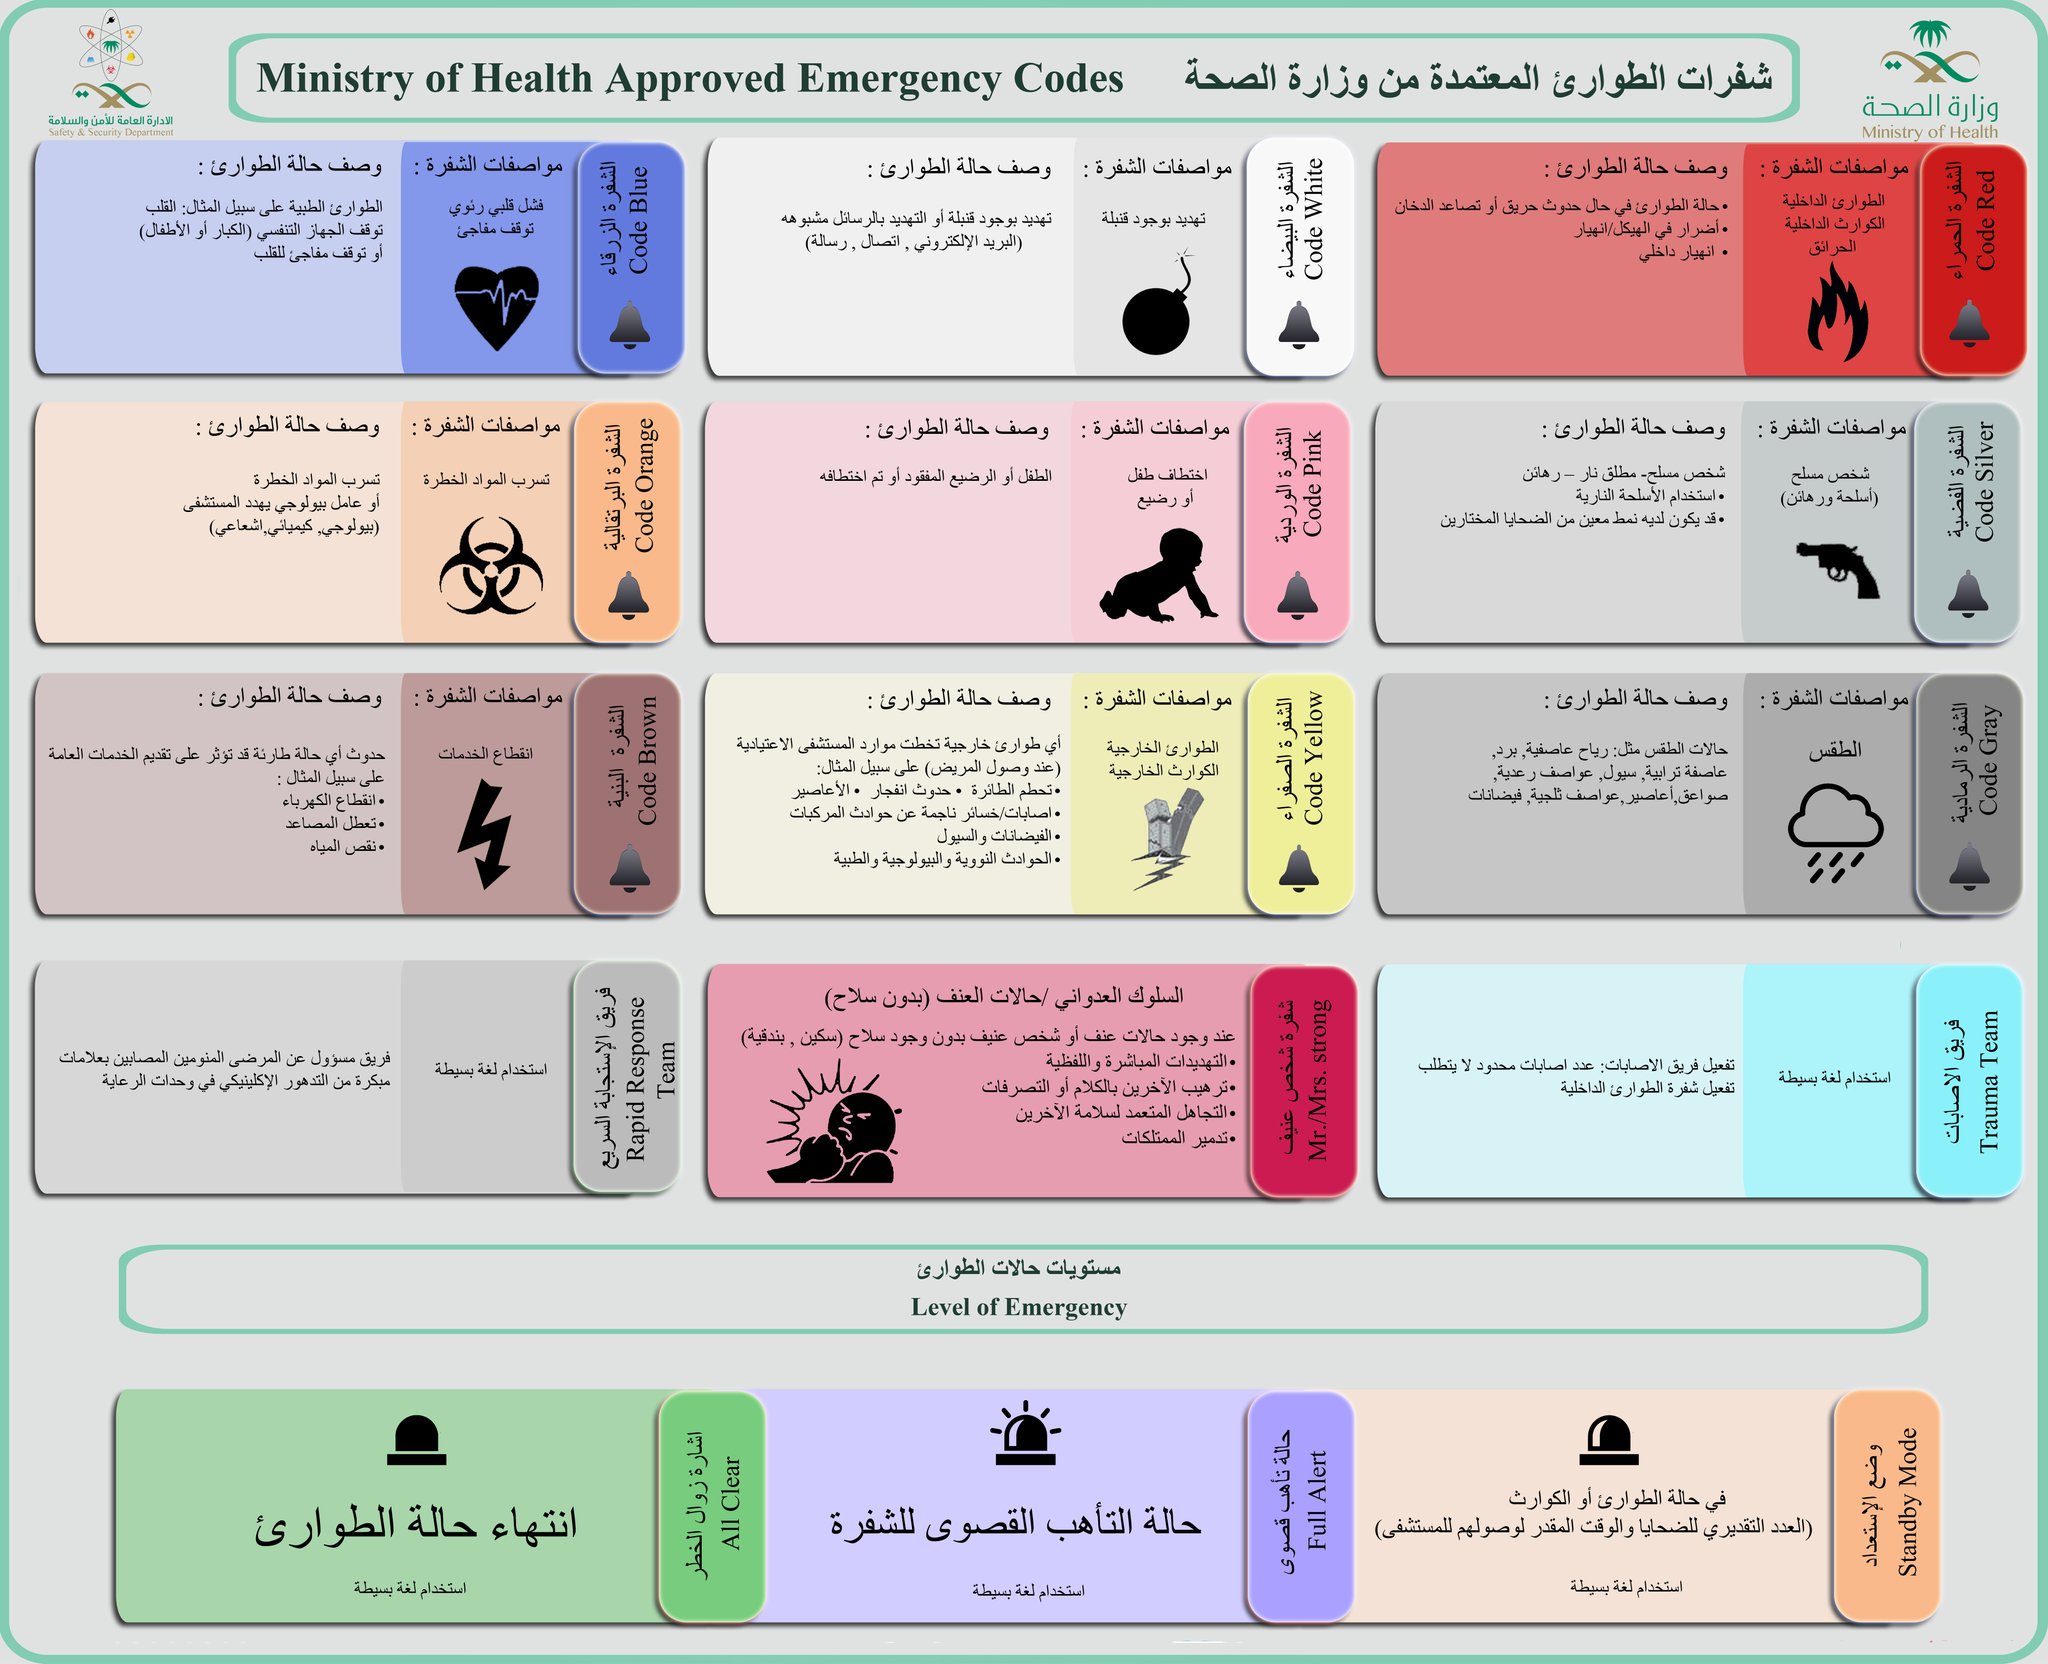 الادارة العامة للأمن والسلامة
Safety & Security Department
Ministry of Health Approved Emergency Codes شفرات الطوارئ المعتمدة من وزارة الصحة
وزارة الصحة
Ministry of Health
الشفرة الحمراء
Code Red
مواصفات الشفرة :
الطوارئ الداخلية
الكوارث الداخلية
الحرائق
وصف حالة الطوارئ :
• حالة الطوارئ في حال حدوث حريق أو تصاعد الدخان
• أضرار في الهيكل/انهيار
• انهيار داخلي
الشفرة البيضاء
Code White
مواصفات الشفرة :
تهديد بوجود قنبلة
وصف حالة الطوارئ :
تهديد بوجود قنبلة أو التهديد بالرسائل مشبوهه
(البريد الإلكتروني , اتصال , رسالة)
الشفرة الزرقاء
Code Blue
مواصفات الشفرة :
فشل قلبي رئوي
توقف مفاجئ
وصف حالة الطوارئ :
الطوارئ الطبية على سبيل المثال: القلب
توقف الجهاز التنفسي (الكبار أو الأطفال)
أو توقف مفاجئ للقلب
الشفرة الفضية
Code Silver
مواصفات الشفرة :
شخص مسلح
(أسلحة ورهائن)
وصف حالة الطوارئ :
شخص مسلح- مطلق نار – رهائن
• استخدام الأسلحة النارية
• قد يكون لديه نمط معين من الضحايا المختارين
الشفرة الوردية
Code Pink
مواصفات الشفرة :
اختطاف طفل
أو رضيع
وصف حالة الطوارئ :
الطفل أو الرضيع المفقود أو تم اختطافه
الشفرة البرتقالية
Code Orange
مواصفات الشفرة :
تسرب المواد الخطرة
وصف حالة الطوارئ :
تسرب المواد الخطرة
أو عامل بيولوجي يهدد المستشفى
(بيولوجي, كيميائي,اشعاعي)
الشفرة الرمادية
Code Gray
مواصفات الشفرة :
الطقس
وصف حالة الطوارئ :
حالات الطقس مثل: رياح عاصفية, برد,
عاصفة ترابية, سيول, عواصف رعدية,
صواعق,أعاصير,عواصف ثلجية, فيضانات
الشفرة الصفراء
Code Yellow
مواصفات الشفرة :
الطوارئ الخارجية
الكوارث الخارجية
وصف حالة الطوارئ :
أي طوارئ خارجية تخطت موارد المستشفى الاعتيادية
(عند وصول المريض) على سبيل المثال:
• تحطم الطائرة • حدوث انفجار • الأعاصير
• اصابات/خسائر ناجمة عن حوادث المركبات
• الفيضانات والسيول
• الحوادث النووية والبيولوجية والطبية
الشفرة البنية
Code Brown
مواصفات الشفرة :
انقطاع الخدمات
وصف حالة الطوارئ :
حدوث أي حالة طارئة قد تؤثر على تقديم الخدمات العامة
على سبيل المثال :
• انقطاع الكهرباء
• تعطل المصاعد
• نقص المياه
فريق الاصابات
Trauma Team
استخدام لغة بسيطة
تفعيل فريق الاصابات: عدد اصابات محدود لا يتطلب
تفعيل شفرة الطوارئ الداخلية
شفرة شخص عنيف
Mr./Mrs. strong
السلوك العدواني /حالات العنف (بدون سلاح)
عند وجود حالات عنف أو شخص عنيف بدون وجود سلاح (سكين , بندقية)
• التهديدات المباشرة واللفظية
• ترهيب الآخرين بالكلام أو التصرفات
• التجاهل المتعمد لسلامة الآخرين
• تدمير الممتلكات
فريق الإستجابة السريع
Rapid Response
Team
استخدام لغة بسيطة
فريق مسؤول عن المرضى المنومين المصابين بعلامات
مبكرة من التدهور الإكلينيكي في وحدات الرعاية
مستويات حالات الطوارئ
Level of Emergency
وضع الإستعداد
Standby Mode
في حالة الطوارئ أو الكوارث
(العدد التقديري للضحايا والوقت المقدر لوصولهم للمستشفى)
استخدام لغة بسيطة
حالة تأهب قصوى
Full Alert
حالة التأهب القصوى للشفرة
استخدام لغة بسيطة
اشارة زوال الخطر
All Clear
انتهاء حالة الطوارئ
استخدام لغة بسيطة